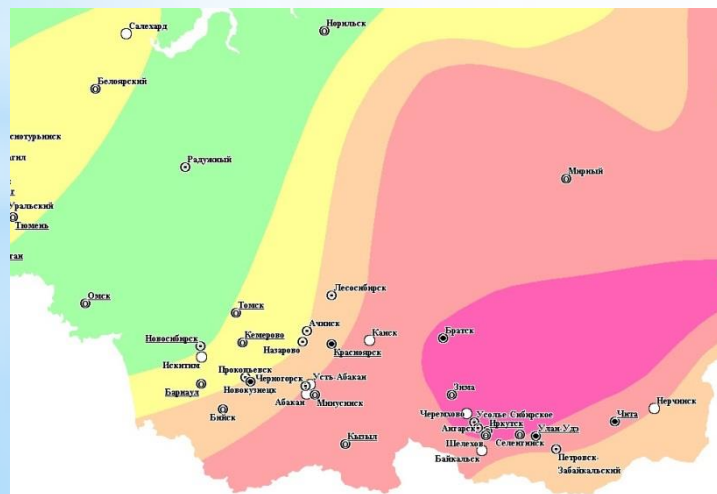 Салехард
Норильск
Белоярский
Радужный
Мирный
Уральский
Тюмень
Омск
Томск
Лесосибирск
Новосибирск
Кемерово
Ачинск
Назарово
Канск
Красноярск
Братск
Искитим
Прокопьевск
Черногорск
Усть-Абакан
Новокузнецк
Барнаул
Абакан
Минусинск
Зима
Бийск
Черемхово
Усолье-Сибирское
Нерчинск
Ангарск
Иркутск
Улан-Удэ
Чита
Кызыл
Шелехов
Селенгинск
Байкальск
Петровск-
Забайкальский